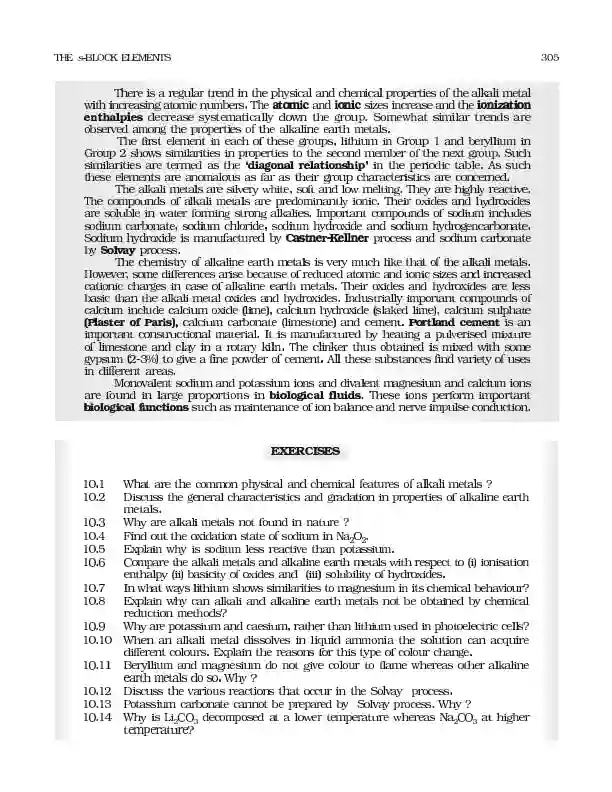 THE s-BLOCK ELEMENTS 305
There is a regular trend in the physical and chemical properties of the alkali metal
with increasing atomic numbers. The atomic and ionic sizes increase and the ionization
enthalpies decrease systematically down the group. Somewhat similar trends are
observed among the properties of the alkaline earth metals.
The first element in each of these groups, lithium in Group 1 and beryllium in
Group 2 shows similarities in properties to the second member of the next group. Such
similarities are termed as the ‘diagonal relationship’ in the periodic table. As such
these elements are anomalous as far as their group characteristics are concerned.
The alkali metals are silvery white, soft and low melting. They are highly reactive.
The compounds of alkali metals are predominantly ionic. Their oxides and hydroxides
are soluble in water forming strong alkalies. Important compounds of sodium includes
sodium carbonate, sodium chloride, sodium hydroxide and sodium hydrogencarbonate.
Sodium hydroxide is manufactured by Castner-Kellner process and sodium carbonate
by Solvay process.
The chemistry of alkaline earth metals is very much like that of the alkali metals.
However, some differences arise because of reduced atomic and ionic sizes and increased
cationic charges in case of alkaline earth metals. Their oxides and hydroxides are less
basic than the alkali metal oxides and hydroxides. Industrially important compounds of
calcium include calcium oxide (lime), calcium hydroxide (slaked lime), calcium sulphate
(Plaster of Paris), calcium carbonate (limestone) and cement. Portland cement is an
important constructional material. It is manufactured by heating a pulverised mixture
of limestone and clay in a rotary kiln. The clinker thus obtained is mixed with some
gypsum (2-3%) to give a fine powder of cement. All these substances find variety of uses
in different areas.
Monovalent sodium and potassium ions and divalent magnesium and calcium ions
are found in large proportions in biological fluids. These ions perform important
biological functions such as maintenance of ion balance and nerve impulse conduction.
EXERCISES
10.1 What are the common physical and chemical features of alkali metals ?
10.2 Discuss the general characteristics and gradation in properties of alkaline earth
metals.
10.3 Why are alkali metals not found in nature ?
10.4 Find out the oxidation state of sodium in Na₂O₂.
10.5 Explain why is sodium less reactive than potassium.
10.6 Compare the alkali metals and alkaline earth metals with respect to (i) ionisation
enthalpy (ii) basicity of oxides and (iii) solubility of hydroxides.
10.7 In what ways lithium shows similarities to magnesium in its chemical behaviour?
10.8 Explain why can alkali and alkaline earth metals not be obtained by chemical
reduction methods?
10.9 Why are potassium and caesium, rather than lithium used in photoelectric cells?
10.10 When an alkali metal dissolves in liquid ammonia the solution can acquire
different colours. Explain the reasons for this type of colour change.
10.11 Beryllium and magnesium do not give colour to flame whereas other alkaline
earth metals do so. Why ?
10.12 Discuss the various reactions that occur in the Solvay process.
10.13 Potassium carbonate cannot be prepared by Solvay process. Why ?
10.14 Why is Li₂CO₃ decomposed at a lower temperature whereas Na₂CO₃ at higher
temperature?